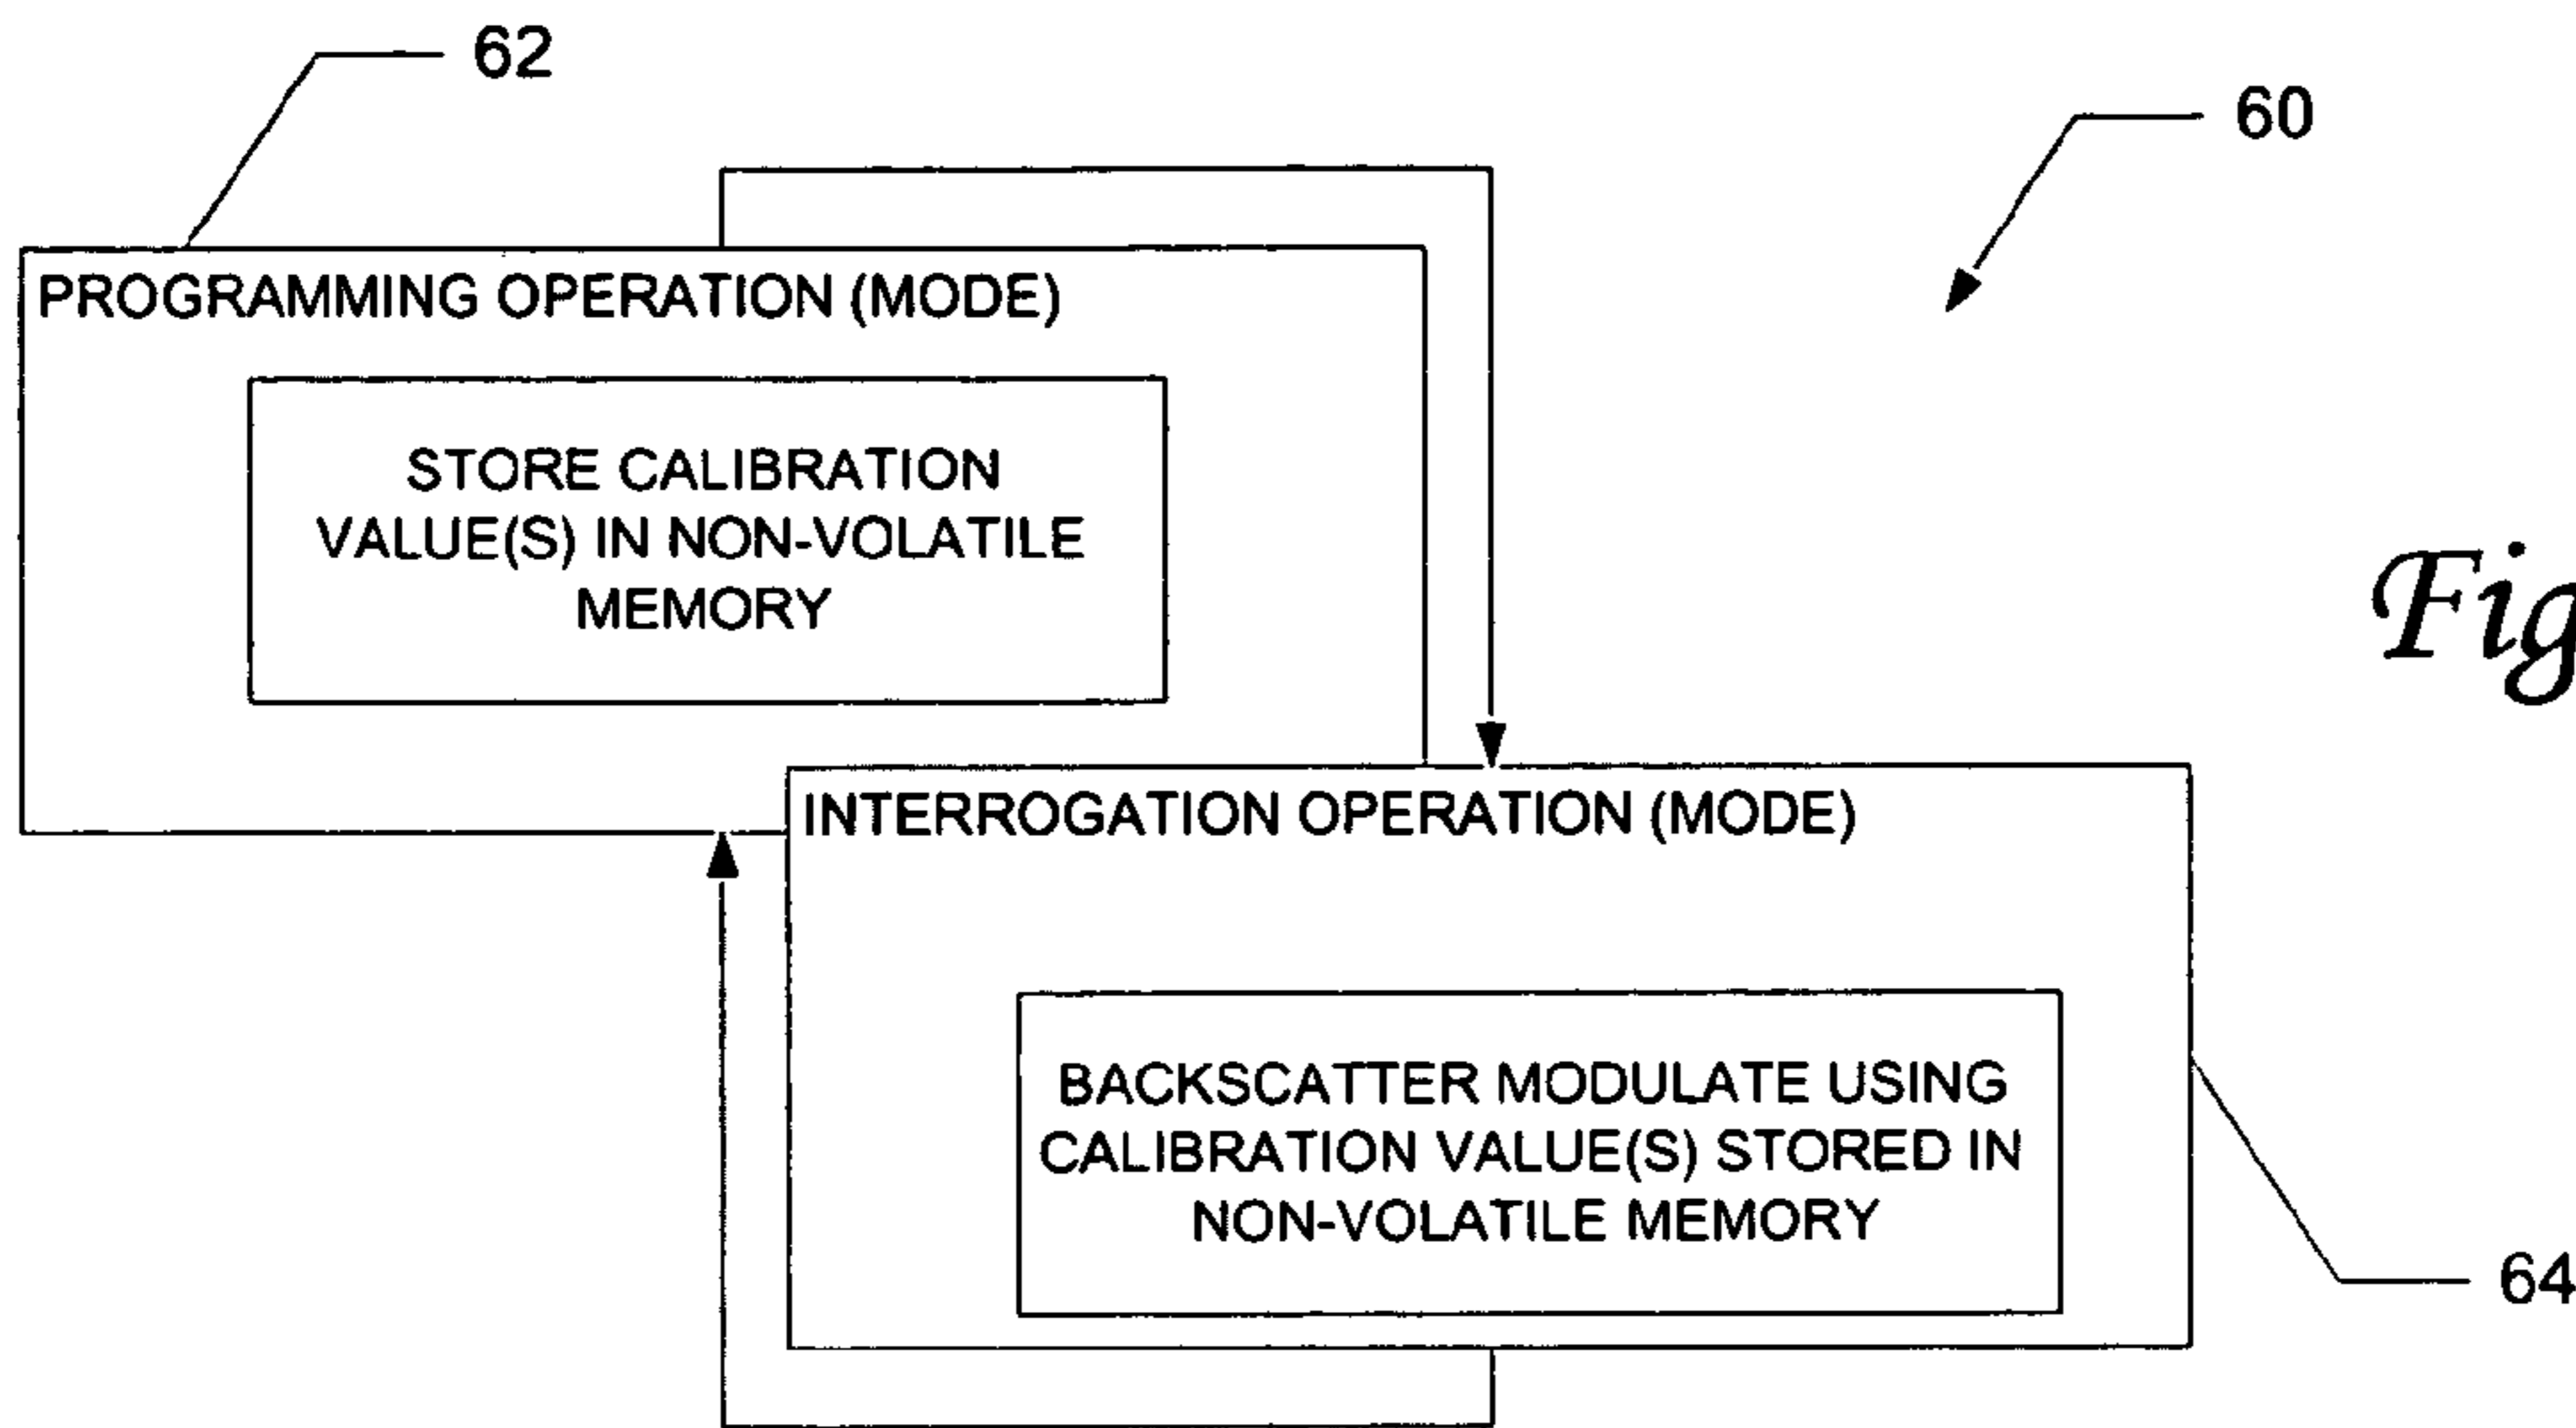 62
60
PROGRAMMING OPERATION (MODE)
STORE CALIBRATION
VALUE(S) IN NON-VOLATILE
MEMORY
Fig
INTERROGATION OPERATION (MODE)
BACKSCATTER MODULATE USING
CALIBRATION VALUE(S) STORED IN
NON-VOLATILE MEMORY
64